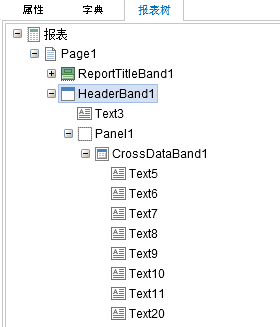 属性 字典 报表树
报表
Page1
ReportTitleBand1
HeaderBand1
Text3
Panel1
CrossDataBand1
Text5
Text6
Text7
Text8
Text9
Text10
Text11
Text20